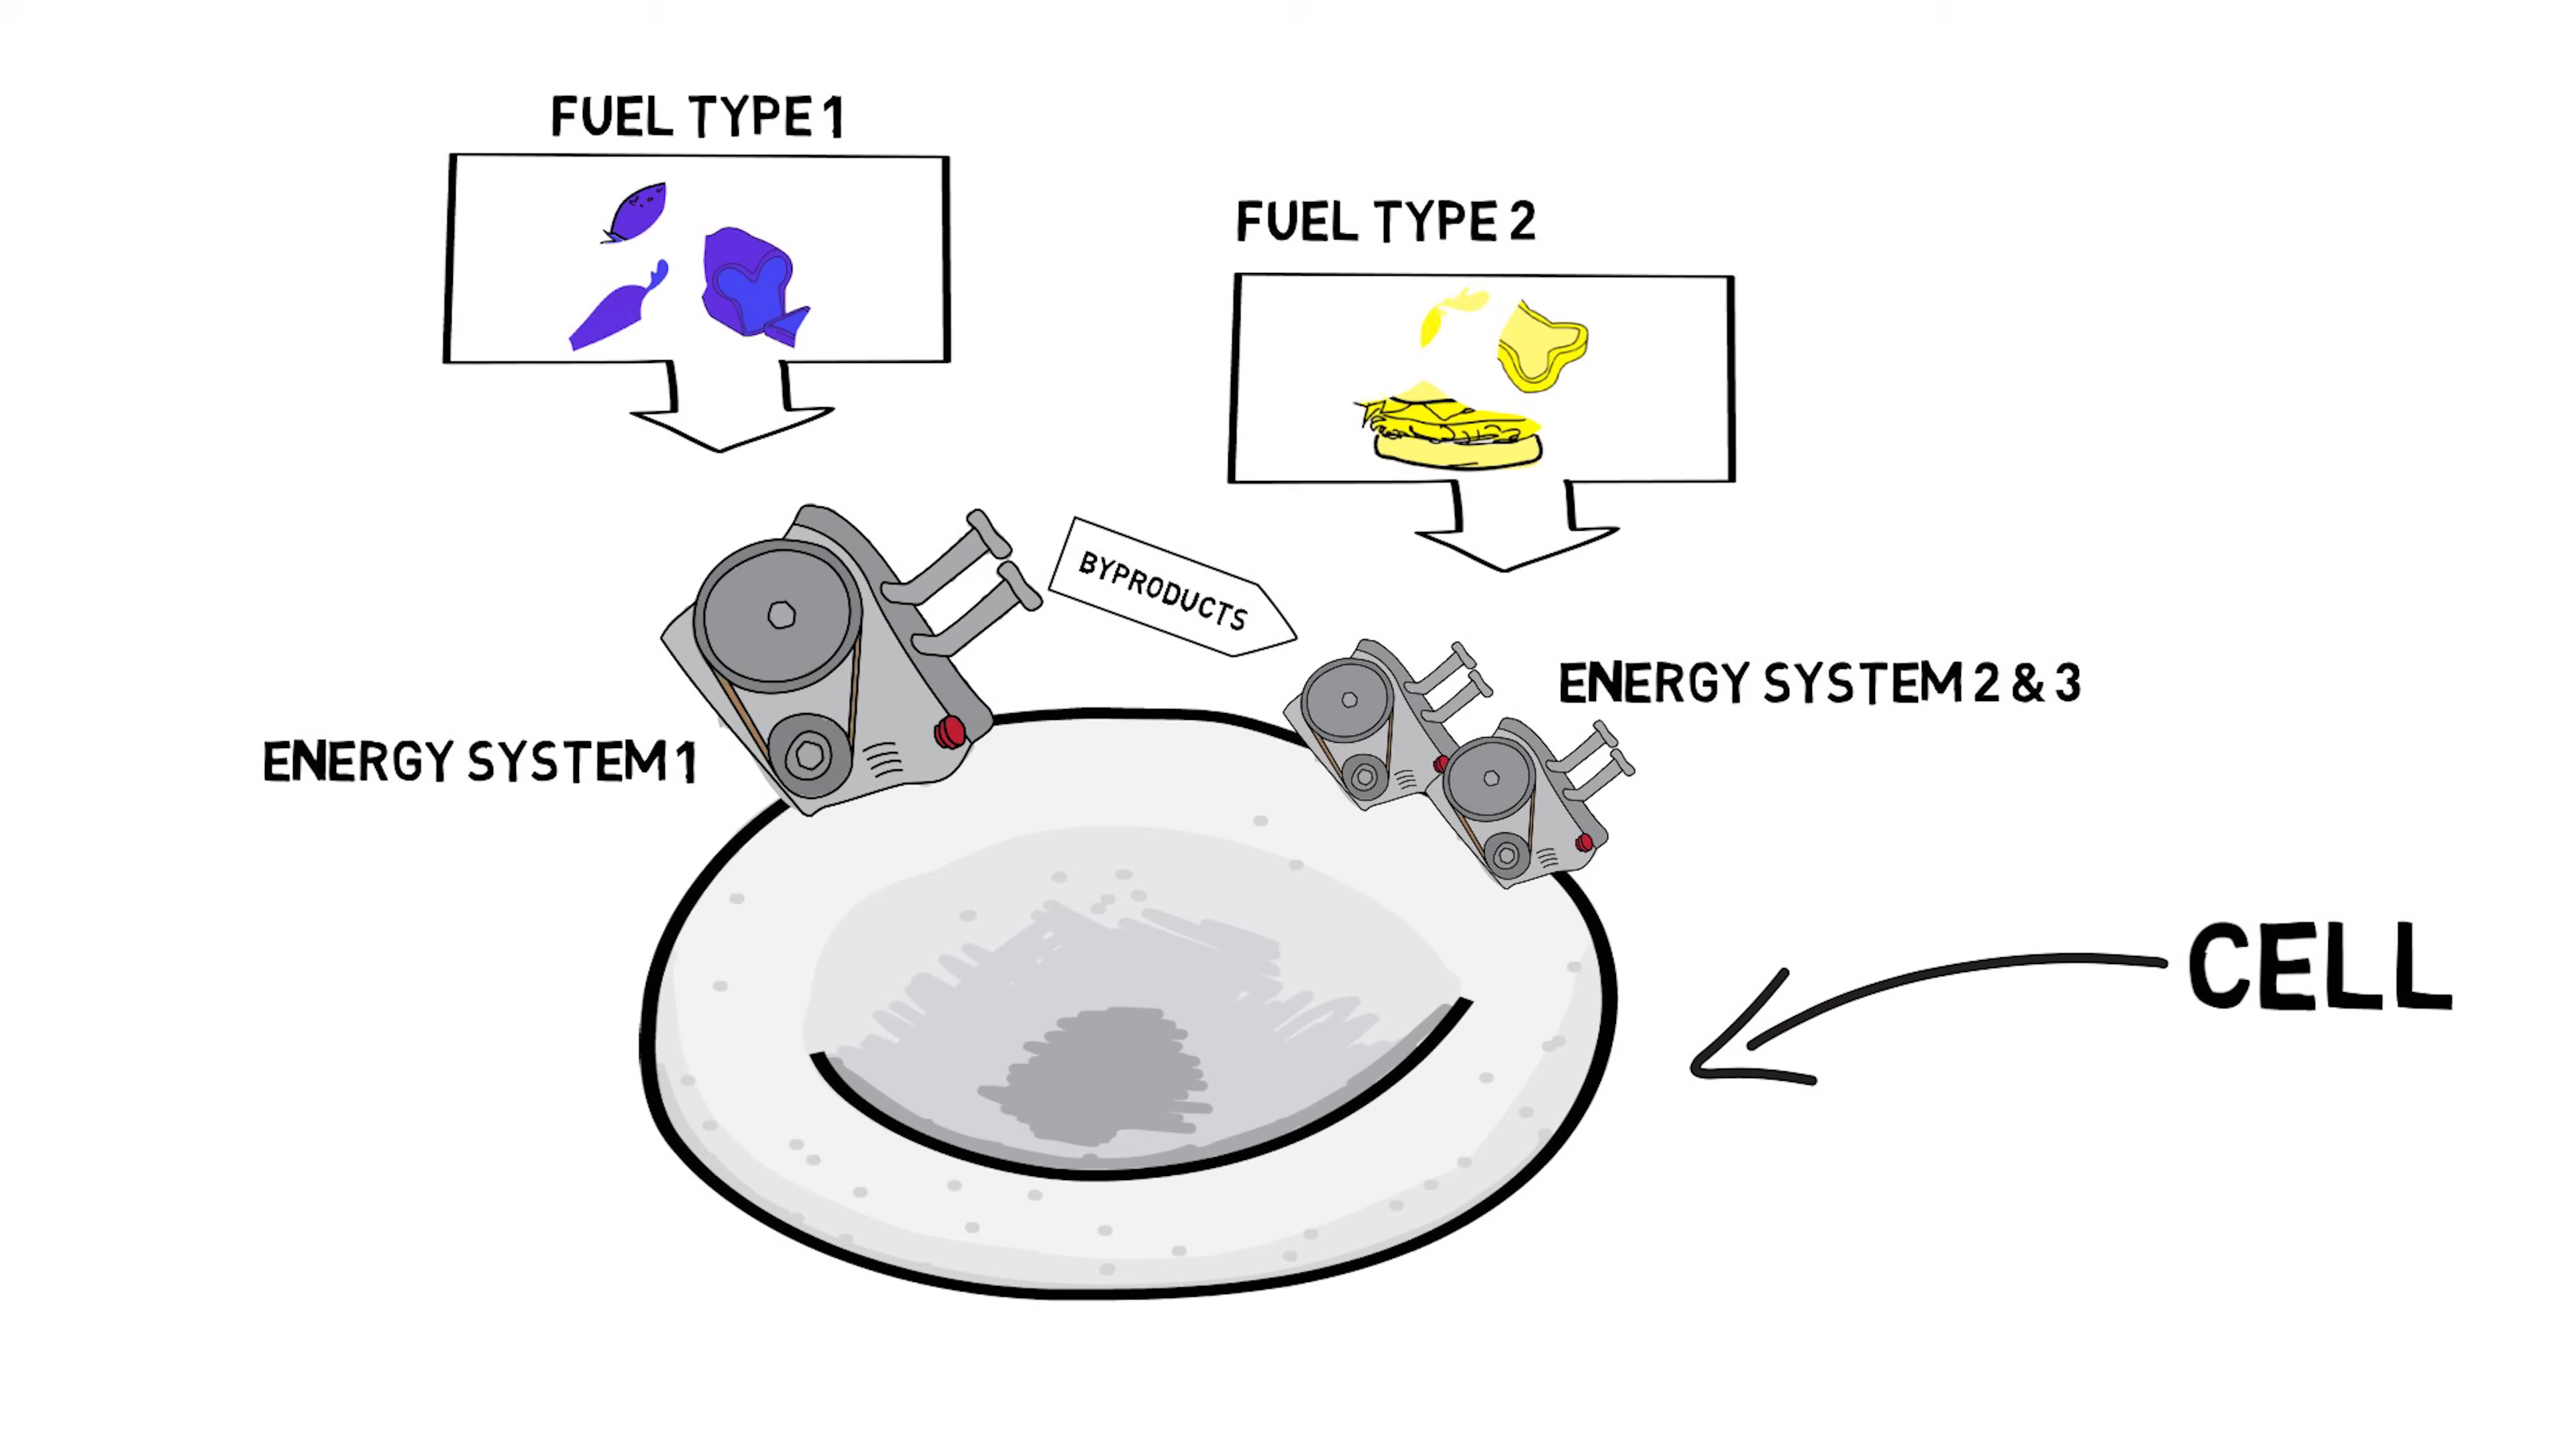 FUEL TYPE 1
FUEL TYPE 2
BYPRODUCTS
ENERGY SYSTEM 2 & 3
ENERGY SYSTEM 1
CELL